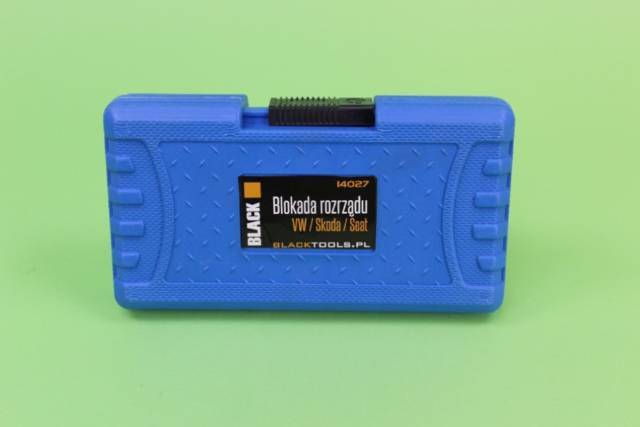 BLACK
14027
Blokada rozrządu
VW / Skoda / Seat
BLACKTOOLS.PL